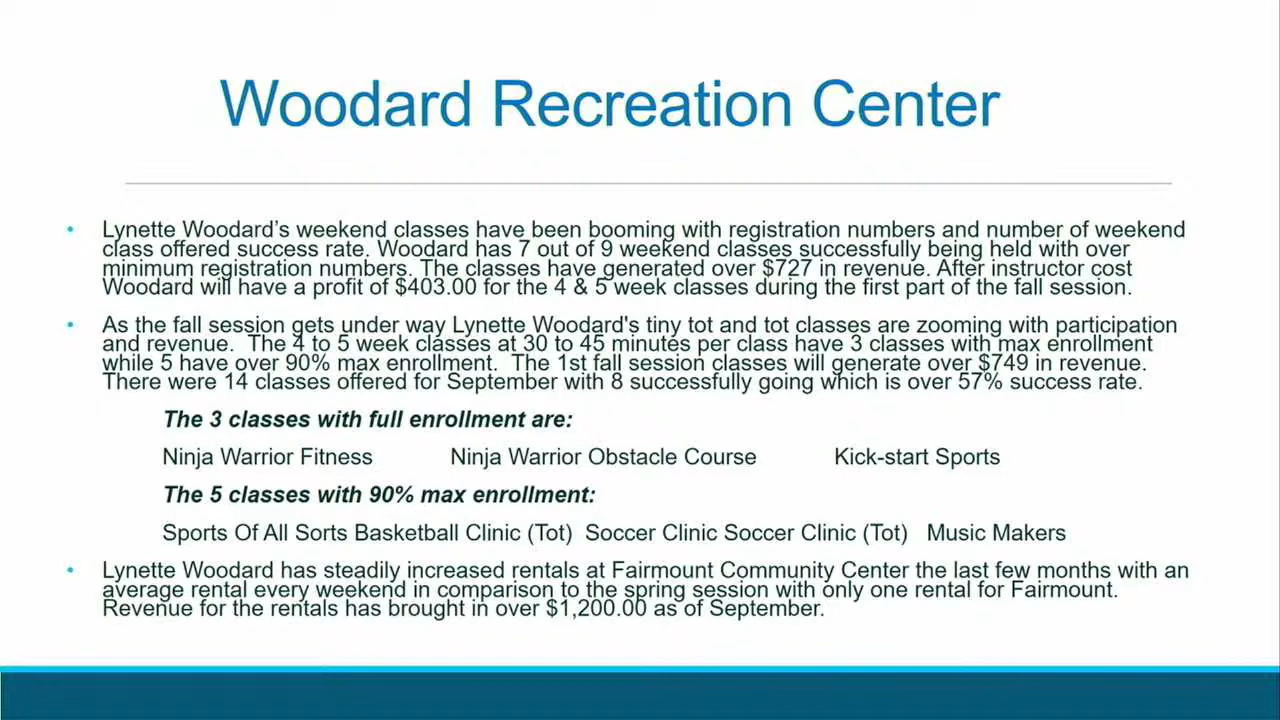 Woodard Recreation Center
• Lynette Woodard’s weekend classes have been booming with registration numbers and number of weekend
class offered success rate. Woodard has 7 out of 9 weekend classes successfully being held with over
minimum registration numbers. The classes have generated over $727 in revenue. After instructor cost
Woodard will have a profit of $403.00 for the 4 & 5 week classes during the first part of the fall session.
• As the fall session gets under way Lynette Woodard's tiny tot and tot classes are zooming with participation
and revenue. The 4 to 5 week classes at 30 to 45 minutes per class have 3 classes with max enrollment
while 5 have over 90% max enrollment. The 1st fall session classes will generate over $749 in revenue.
There were 14 classes offered for September with 8 successfully going which is over 57% success rate.
The 3 classes with full enrollment are:
Ninja Warrior Fitness Ninja Warrior Obstacle Course Kick-start Sports
The 5 classes with 90% max enrollment:
Sports Of All Sorts Basketball Clinic (Tot) Soccer Clinic Soccer Clinic (Tot) Music Makers
• Lynette Woodard has steadily increased rentals at Fairmount Community Center the last few months with an
average rental every weekend in comparison to the spring session with only one rental for Fairmount.
Revenue for the rentals has brought in over $1,200.00 as of September.